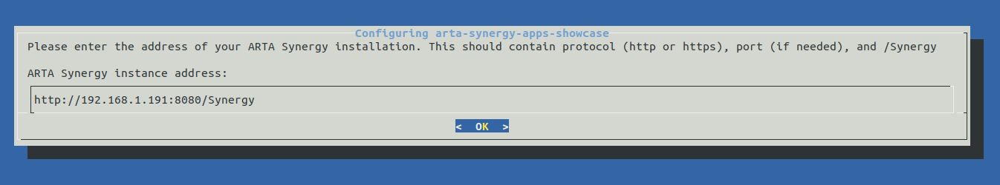 Configuring arta-synergy-apps-showcase
Please enter the address of your ARTA Synergy installation. This should contain protocol (http or https), port (if needed), and /Synergy
ARTA Synergy instance address:
http://192.168.1.191:8080/Synergy
<  OK  >